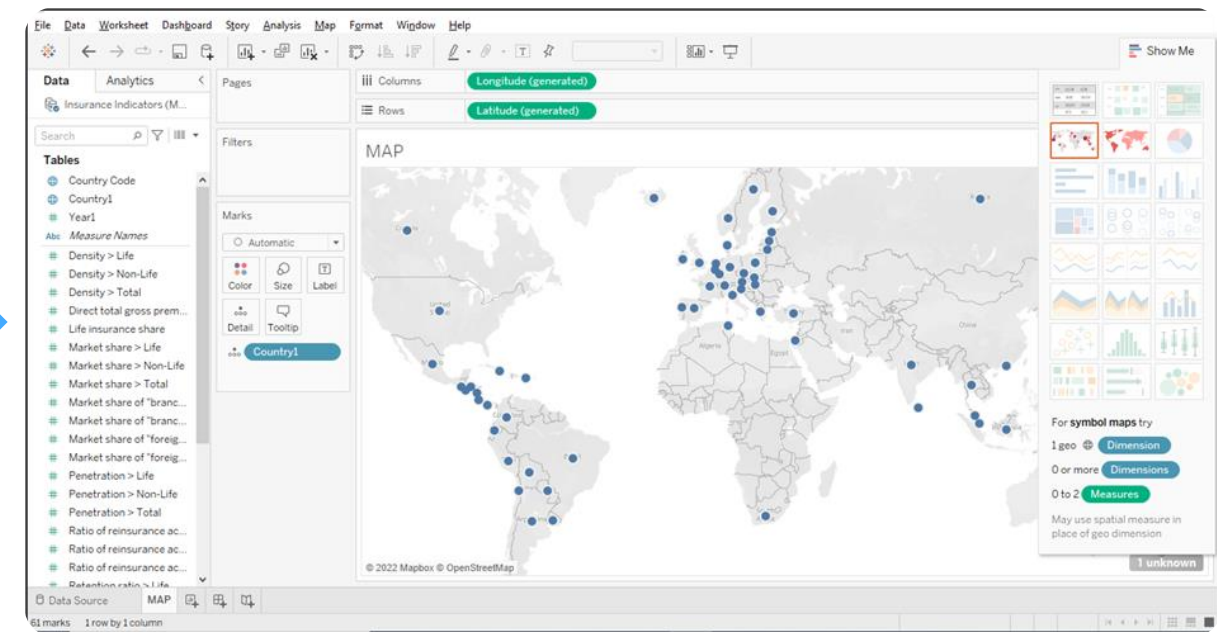 File Data Worksheet Dashboard Story Analysis Map Format Window Help
Show Me
Data Analytics
Pages
Columns Longitude (generated)
Insurance Indicators (M...
Rows Latitude (generated)
Search
Filters
MAP
Tables
Country Code
Country1
Year1
Abc Measure Names
Density > Life
Density > Non-Life
Density > Total
Direct total gross prem...
Life insurance share
Market share > Life
Market share > Non-Life
Market share > Total
Market share of "branc...
Market share of "branc...
Market share of "foreig...
Market share of "foreig...
Penetration > Life
Penetration > Non-Life
Penetration > Total
Ratio of reinsurance ac...
Ratio of reinsurance ac...
Ratio of reinsurance ac...
Retention ratio > Life
Marks
Automatic
Color Size Label
Detail Tooltip
Country1
United
Algeria
Egypt
Iran
China
© 2022 Mapbox © OpenStreetMap
For symbol maps try
1 geo Dimension
0 or more Dimensions
0 to 2 Measures
May use spatial measure in
place of geo dimension
1 unknown
Data Source MAP
61 marks 1 row by 1 column